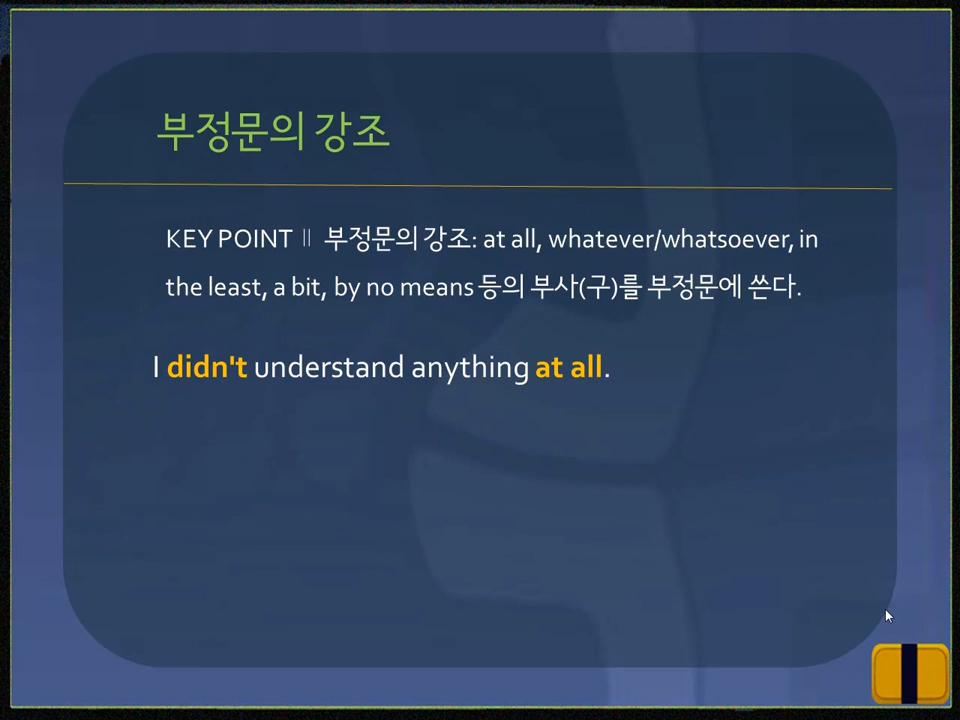 부정문의 강조
KEY POINT Ⅱ 부정문의 강조: at all, whatever/whatsoever, in
the least, a bit, by no means 등의 부사(구)를 부정문에 쓴다.
I didn't understand anything at all.